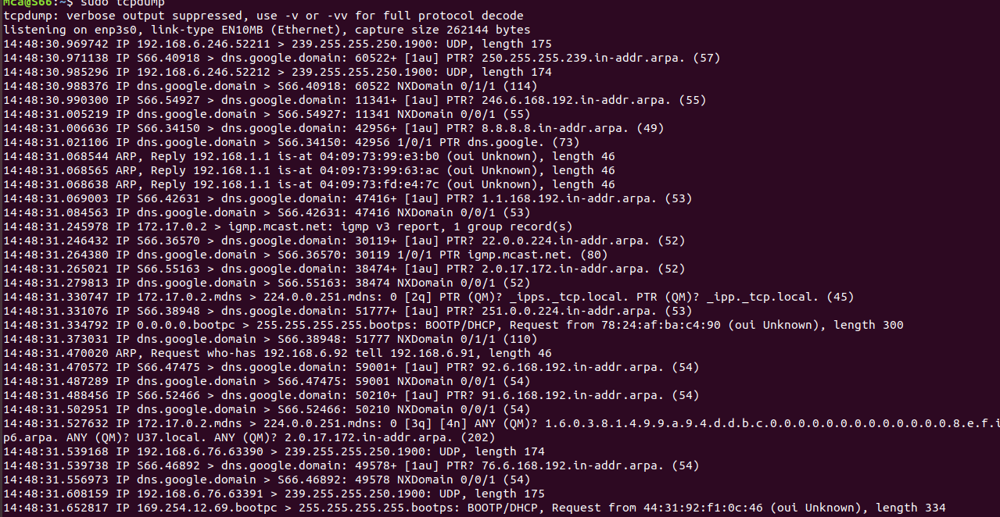 mca@S66:~$ sudo tcpdump
tcpdump: verbose output suppressed, use -v or -vv for full protocol decode
listening on enp3s0, link-type EN10MB (Ethernet), capture size 262144 bytes
14:48:30.969742 IP 192.168.6.246.52211 > 239.255.255.250.1900: UDP, length 175
14:48:30.971138 IP S66.40918 > dns.google.domain: 60522+ [1au] PTR? 250.255.255.239.in-addr.arpa. (57)
14:48:30.985296 IP 192.168.6.246.52212 > 239.255.255.250.1900: UDP, length 174
14:48:30.988376 IP dns.google.domain > S66.40918: 60522 NXDomain 0/1/1 (114)
14:48:30.990300 IP S66.54927 > dns.google.domain: 11341+ [1au] PTR? 246.6.168.192.in-addr.arpa. (55)
14:48:31.005219 IP dns.google.domain > S66.54927: 11341 NXDomain 0/0/1 (55)
14:48:31.006636 IP S66.34150 > dns.google.domain: 42956+ [1au] PTR? 8.8.8.8.in-addr.arpa. (49)
14:48:31.021106 IP dns.google.domain > S66.34150: 42956 1/0/1 PTR dns.google. (73)
14:48:31.068544 ARP, Reply 192.168.1.1 is-at 04:09:73:99:e3:b0 (oui Unknown), length 46
14:48:31.068565 ARP, Reply 192.168.1.1 is-at 04:09:73:99:63:ac (oui Unknown), length 46
14:48:31.068638 ARP, Reply 192.168.1.1 is-at 04:09:73:fd:e4:7c (oui Unknown), length 46
14:48:31.069003 IP S66.42631 > dns.google.domain: 47416+ [1au] PTR? 1.1.168.192.in-addr.arpa. (53)
14:48:31.084563 IP dns.google.domain > S66.42631: 47416 NXDomain 0/0/1 (53)
14:48:31.245978 IP 172.17.0.2 > igmp.mcast.net: igmp v3 report, 1 group record(s)
14:48:31.246432 IP S66.36570 > dns.google.domain: 30119+ [1au] PTR? 22.0.0.224.in-addr.arpa. (52)
14:48:31.264380 IP dns.google.domain > S66.36570: 30119 1/0/1 PTR igmp.mcast.net. (80)
14:48:31.265021 IP S66.55163 > dns.google.domain: 38474+ [1au] PTR? 2.0.17.172.in-addr.arpa. (52)
14:48:31.279813 IP dns.google.domain > S66.55163: 38474 NXDomain 0/0/1 (52)
14:48:31.330747 IP 172.17.0.2.mdns > 224.0.0.251.mdns: 0 [2q] PTR (QM)? _ipps._tcp.local. PTR (QM)? _ipp._tcp.local. (45)
14:48:31.331076 IP S66.38948 > dns.google.domain: 51777+ [1au] PTR? 251.0.0.224.in-addr.arpa. (53)
14:48:31.334792 IP 0.0.0.0.bootpc > 255.255.255.255.bootps: BOOTP/DHCP, Request from 78:24:af:ba:c4:90 (oui Unknown), length 300
14:48:31.373031 IP dns.google.domain > S66.38948: 51777 NXDomain 0/1/1 (110)
14:48:31.470020 ARP, Request who-has 192.168.6.92 tell 192.168.6.91, length 46
14:48:31.470572 IP S66.47475 > dns.google.domain: 59001+ [1au] PTR? 92.6.168.192.in-addr.arpa. (54)
14:48:31.487289 IP dns.google.domain > S66.47475: 59001 NXDomain 0/0/1 (54)
14:48:31.488456 IP S66.52466 > dns.google.domain: 50210+ [1au] PTR? 91.6.168.192.in-addr.arpa. (54)
14:48:31.502951 IP dns.google.domain > S66.52466: 50210 NXDomain 0/0/1 (54)
14:48:31.527632 IP 172.17.0.2.mdns > 224.0.0.251.mdns: 0 [3q] [4n] ANY (QM)? 1.6.0.3.8.1.4.9.9.a.9.4.d.d.b.c.0.0.0.0.0.0.0.0.0.0.0.0.0.8.e.f.i
p6.arpa. ANY (QM)? U37.local. ANY (QM)? 2.0.17.172.in-addr.arpa. (202)
14:48:31.539168 IP 192.168.6.76.63390 > 239.255.255.250.1900: UDP, length 174
14:48:31.539738 IP S66.46892 > dns.google.domain: 49578+ [1au] PTR? 76.6.168.192.in-addr.arpa. (54)
14:48:31.556973 IP dns.google.domain > S66.46892: 49578 NXDomain 0/0/1 (54)
14:48:31.608159 IP 192.168.6.76.63391 > 239.255.255.250.1900: UDP, length 175
14:48:31.652817 IP 169.254.12.69.bootpc > 255.255.255.255.bootps: BOOTP/DHCP, Request from 44:31:92:f1:0c:46 (oui Unknown), length 334